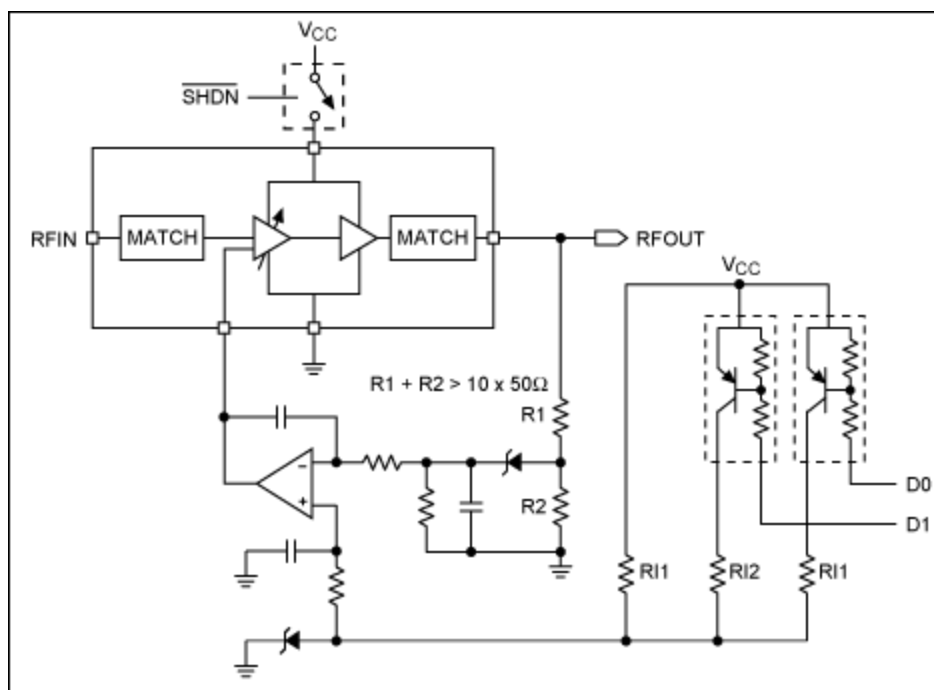 VCC
SHDN
RFIN
MATCH
MATCH
RFOUT
VCC
R1 + R2 > 10 x 50Ω
R1
−
+
R2
D0
D1
RI1
RI2
RI1